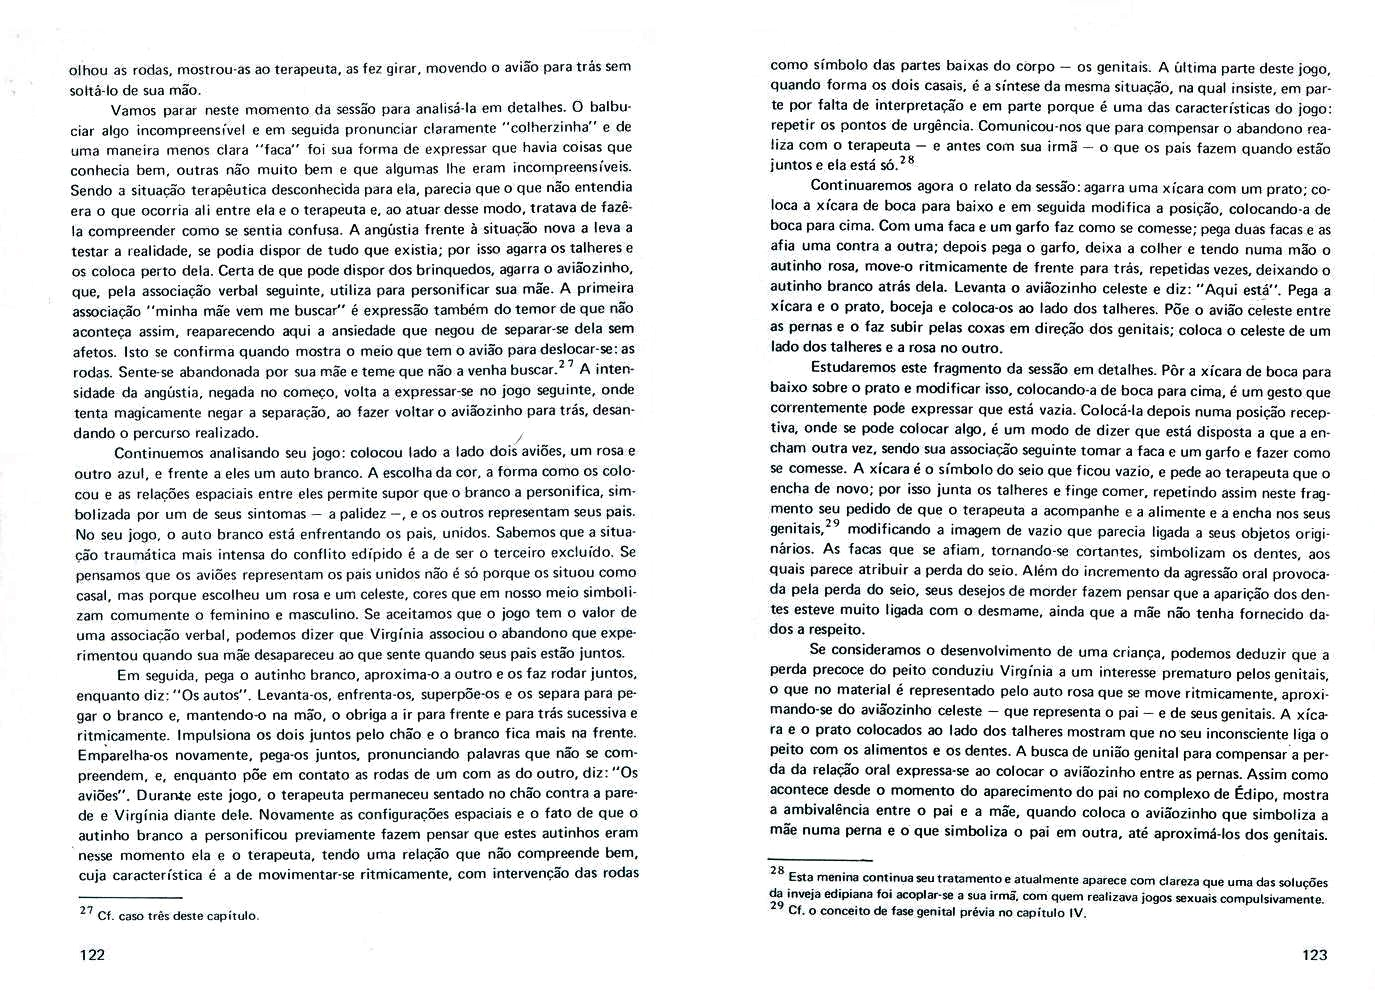 olhou as rodas, mostrou-as ao terapeuta, as fez girar, movendo o avião para trás sem
soltá-lo de sua mão.
Vamos parar neste momento da sessão para analisá-la em detalhes. O balbu-
ciar algo incompreensível e em seguida pronunciar claramente "colherzinha" e de
uma maneira menos clara "faca" foi sua forma de expressar que havia coisas que
conhecia bem, outras não muito bem e que algumas lhe eram incompreensíveis.
Sendo a situação terapêutica desconhecida para ela, parecia que o que não entendia
era o que ocorria ali entre ela e o terapeuta e, ao atuar desse modo, tratava de fazê-
la compreender como se sentia confusa. A angústia frente à situação nova a leva a
testar a realidade, se podia dispor de tudo que existia; por isso agarra os talheres e
os coloca perto dela. Certa de que pode dispor dos brinquedos, agarra o aviãozinho,
que, pela associação verbal seguinte, utiliza para personificar sua mãe. A primeira
associação "minha mãe vem me buscar" é expressão também do temor de que não
aconteça assim, reaparecendo aqui a ansiedade que negou de separar-se dela sem
afetos. Isto se confirma quando mostra o meio que tem o avião para deslocar-se: as
rodas. Sente-se abandonada por sua mãe e teme que não a venha buscar.27 A inten-
sidade da angústia, negada no começo, volta a expressar-se no jogo seguinte, onde
tenta magicamente negar a separação, ao fazer voltar o aviãozinho para trás, desan-
dando o percurso realizado.
Continuemos analisando seu jogo: colocou lado a lado dois aviões, um rosa e
outro azul, e frente a eles um auto branco. A escolha da cor, a forma como os colo-
cou e as relações espaciais entre eles permite supor que o branco a personifica, sim-
bolizada por um de seus sintomas — a palidez —, e os outros representam seus pais.
No seu jogo, o auto branco está enfrentando os pais, unidos. Sabemos que a situa-
ção traumática mais intensa do conflito edípido é a de ser o terceiro excluído. Se
pensamos que os aviões representam os pais unidos não é só porque os situou como
casal, mas porque escolheu um rosa e um celeste, cores que em nosso meio simboli-
zam comumente o feminino e masculino. Se aceitamos que o jogo tem o valor de
uma associação verbal, podemos dizer que Virgínia associou o abandono que expe-
rimentou quando sua mãe desapareceu ao que sente quando seus pais estão juntos.
Em seguida, pega o autinho branco, aproxima-o a outro e os faz rodar juntos,
enquanto diz: "Os autos". Levanta-os, enfrenta-os, superpõe-os e os separa para pe-
gar o branco e, mantendo-o na mão, o obriga a ir para frente e para trás sucessiva e
ritmicamente. Impulsiona os dois juntos pelo chão e o branco fica mais na frente.
Emparelha-os novamente, pega-os juntos, pronunciando palavras que não se com-
preendem, e, enquanto põe em contato as rodas de um com as do outro, diz: "Os
aviões". Durante este jogo, o terapeuta permaneceu sentado no chão contra a pare-
de e Virgínia diante dele. Novamente as configurações espaciais e o fato de que o
autinho branco a personificou previamente fazem pensar que estes autinhos eram
nesse momento ela e o terapeuta, tendo uma relação que não compreende bem,
cuja característica é a de movimentar-se ritmicamente, com intervenção das rodas
27 Cf. caso três deste capítulo.
122
como símbolo das partes baixas do corpo — os genitais. A última parte deste jogo,
quando forma os dois casais, é a síntese da mesma situação, na qual insiste, em par-
te por falta de interpretação e em parte porque é uma das características do jogo:
repetir os pontos de urgência. Comunicou-nos que para compensar o abandono rea-
liza com o terapeuta — e antes com sua irmã — o que os pais fazem quando estão
juntos e ela está só.28
Continuaremos agora o relato da sessão: agarra uma xícara com um prato; co-
loca a xícara de boca para baixo e em seguida modifica a posição, colocando-a de
boca para cima. Com uma faca e um garfo faz como se comesse; pega duas facas e as
afia uma contra a outra; depois pega o garfo, deixa a colher e tendo numa mão o
autinho rosa, move-o ritmicamente de frente para trás, repetidas vezes, deixando o
autinho branco atrás dela. Levanta o aviãozinho celeste e diz: "Aqui está". Pega a
xícara e o prato, boceja e coloca-os ao lado dos talheres. Põe o avião celeste entre
as pernas e o faz subir pelas coxas em direção dos genitais; coloca o celeste de um
lado dos talheres e a rosa no outro.
Estudaremos este fragmento da sessão em detalhes. Pôr a xícara de boca para
baixo sobre o prato e modificar isso, colocando-a de boca para cima, é um gesto que
correntemente pode expressar que está vazia. Colocá-la depois numa posição recep-
tiva, onde se pode colocar algo, é um modo de dizer que está disposta a que a en-
cham outra vez, sendo sua associação seguinte tomar a faca e um garfo e fazer como
se comesse. A xícara é o símbolo do seio que ficou vazio, e pede ao terapeuta que o
encha de novo; por isso junta os talheres e finge comer, repetindo assim neste frag-
mento seu pedido de que o terapeuta a acompanhe e a alimente e a encha nos seus
genitais,29 modificando a imagem de vazio que parecia ligada a seus objetos origi-
nários. As facas que se afiam, tornando-se cortantes, simbolizam os dentes, aos
quais parece atribuir a perda do seio. Além do incremento da agressão oral provoca-
da pela perda do seio, seus desejos de morder fazem pensar que a aparição dos den-
tes esteve muito ligada com o desmame, ainda que a mãe não tenha fornecido da-
dos a respeito.
Se consideramos o desenvolvimento de uma criança, podemos deduzir que a
perda precoce do peito conduziu Virgínia a um interesse prematuro pelos genitais,
o que no material é representado pelo auto rosa que se move ritmicamente, aproxi-
mando-se do aviãozinho celeste — que representa o pai — e de seus genitais. A xíca-
ra e o prato colocados ao lado dos talheres mostram que no seu inconsciente liga o
peito com os alimentos e os dentes. A busca de união genital para compensar a per-
da da relação oral expressa-se ao colocar o aviãozinho entre as pernas. Assim como
acontece desde o momento do aparecimento do pai no complexo de Édipo, mostra
a ambivalência entre o pai e a mãe, quando coloca o aviãozinho que simboliza a
mãe numa perna e o que simboliza o pai em outra, até aproximá-los dos genitais.
28 Esta menina continua seu tratamento e atualmente aparece com clareza que uma das soluções
da inveja edipiana foi acoplar-se a sua irmã, com quem realizava jogos sexuais compulsivamente.
29 Cf. o conceito de fase genital prévia no capítulo IV.
123